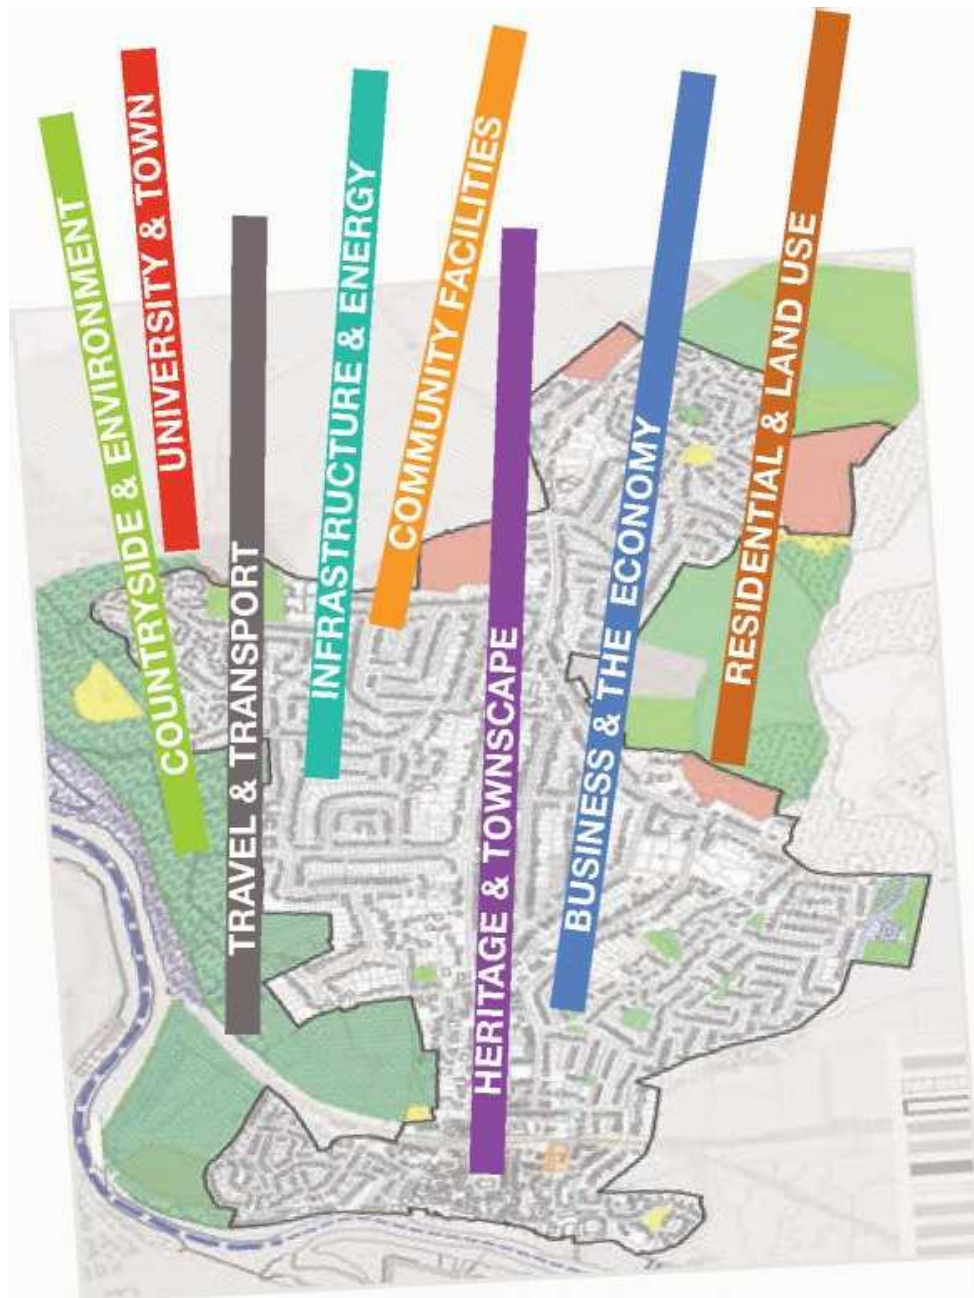 COUNTRYSIDE & ENVIRONMENT
UNIVERSITY & TOWN
TRAVEL & TRANSPORT
INFRASTRUCTURE & ENERGY
COMMUNITY FACILITIES
HERITAGE & TOWNSCAPE
BUSINESS & THE ECONOMY
RESIDENTIAL & LAND USE